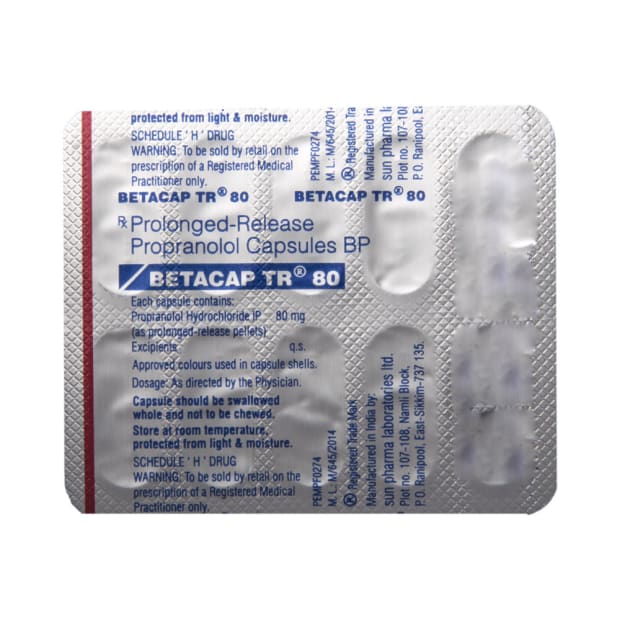 protected from light & moisture.
SCHEDULE 'H' DRUG
WARNING: To be sold by retail on the
prescription of a Registered Medical
Practitioner only.
BETACAP TR® 80 BETACAP TR® 80
Rx Prolonged-Release
Propranolol Capsules BP
BETACAP TR® 80
Each capsule contains:
Propranolol Hydrochloride IP 80 mg
(as prolonged-release pellets)
Excipients q.s.
Approved colours used in capsule shells.
Dosage: As directed by the Physician.
Capsule should be swallowed
whole and not to be chewed.
Store at room temperature,
protected from light & moisture.
SCHEDULE 'H' DRUG
WARNING: To be sold by retail on the
prescription of a Registered Medical
Practitioner only.
PEMPF0274
M. L.: M/645/2014
® Registered Tra
Manufactured in
sun pharma l
Plot no. 107-108
P.O. Ranipool, E
PEMPF0274
M. L.: M/645/2014
® Registered Trade Mark
Manufactured in India by:
sun pharma laboratories ltd.
Plot no. 107-108, Namli Block,
P.O. Ranipool, East-Sikkim-737 135.